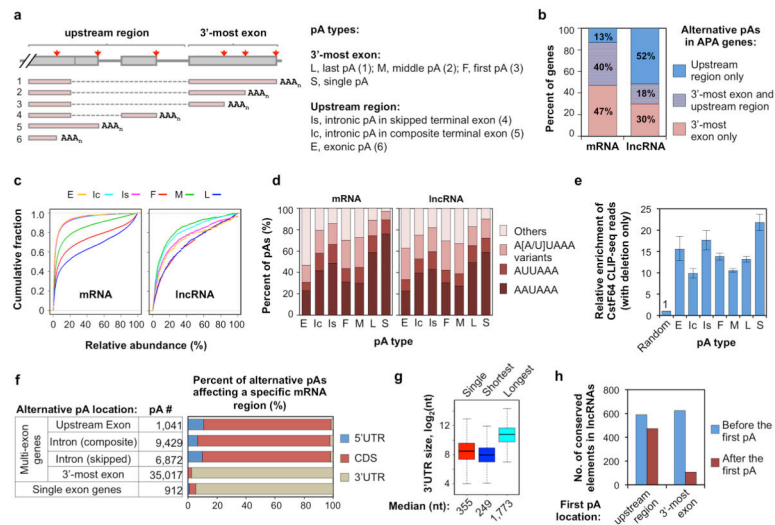 a
upstream region
3'-most exon
1
AAAn
2
AAAn
3
AAAn
4
AAAn
5
AAAn
6
AAAn
pA types:
3'-most exon:
L, last pA (1); M, middle pA (2); F, first pA (3)
S, single pA
Upstream region:
Is, intronic pA in skipped terminal exon (4)
Ic, intronic pA in composite terminal exon (5)
E, exonic pA (6)
b
Percent of genes
100
80
60
40
20
0
13%
40%
47%
52%
18%
30%
mRNA
lncRNA
Alternative pAs
in APA genes:
Upstream
region only
3'-most exon and
upstream region
3'-most
exon only
c
E
Ic
Is
F
M
L
Cumulative fraction
1.0
0.8
0.6
0.4
0.2
0
mRNA
lncRNA
0 20 40 60 80 100
0 20 40 60 80 100
Relative abundance (%)
d
mRNA
lncRNA
Percent of pAs (%)
100
80
60
40
20
0
E Ic Is F M L S
E Ic Is F M L S
pA type
Others
A[A/U]UAAA
variants
AUUAAA
AAUAAA
e
Relative enrichment of
CstF64 CLIP-seq reads
(with deletion only)
25
20
15
10
5
0
1
Random
E Ic Is F M L S
pA type
f
Percent of alternative pAs
affecting a specific mRNA
region (%)
Alternative pA location:
pA #
Multi-exon
genes
Upstream Exon
1,041
Intron (composite)
9,429
Intron (skipped)
6,872
3'-most exon
35,017
Single exon genes
912
0 20 40 60 80 100
5'UTR
CDS
3'UTR
g
Single
Shortest
Longest
3'UTR size, log2(nt)
12
8
4
0
Median (nt):
355
249
1,773
h
No. of conserved
elements in lncRNAs
800
600
400
200
0
Before the
first pA
After the
first pA
First pA
location:
upstream
region
3'-most
exon